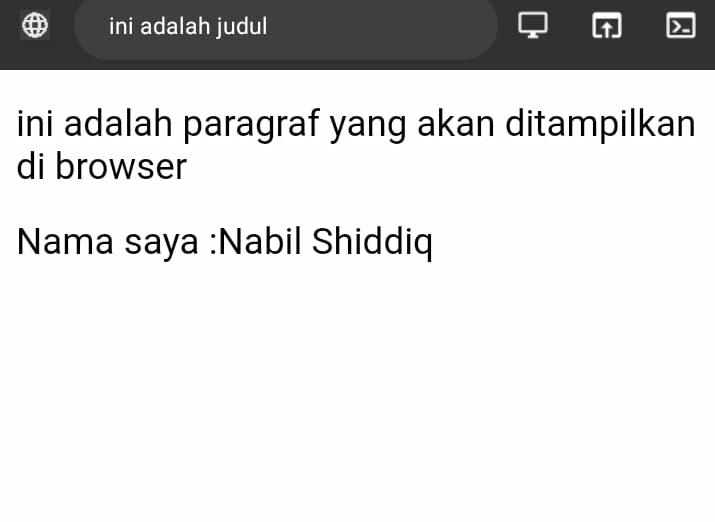 ini adalah judul
ini adalah paragraf yang akan ditampilkan
di browser
Nama saya :Nabil Shiddiq